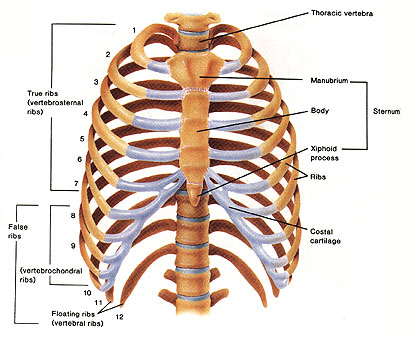 Thoracic vertebra
1
2
3
4
5
6
7
8
9
10
11
12
True ribs
(vertebrosternal
ribs)
False
ribs
(vertebrochondral
ribs)
Floating ribs
(vertebral ribs)
Manubrium
Body
Sternum
Xiphoid
process
Ribs
Costal
cartilage